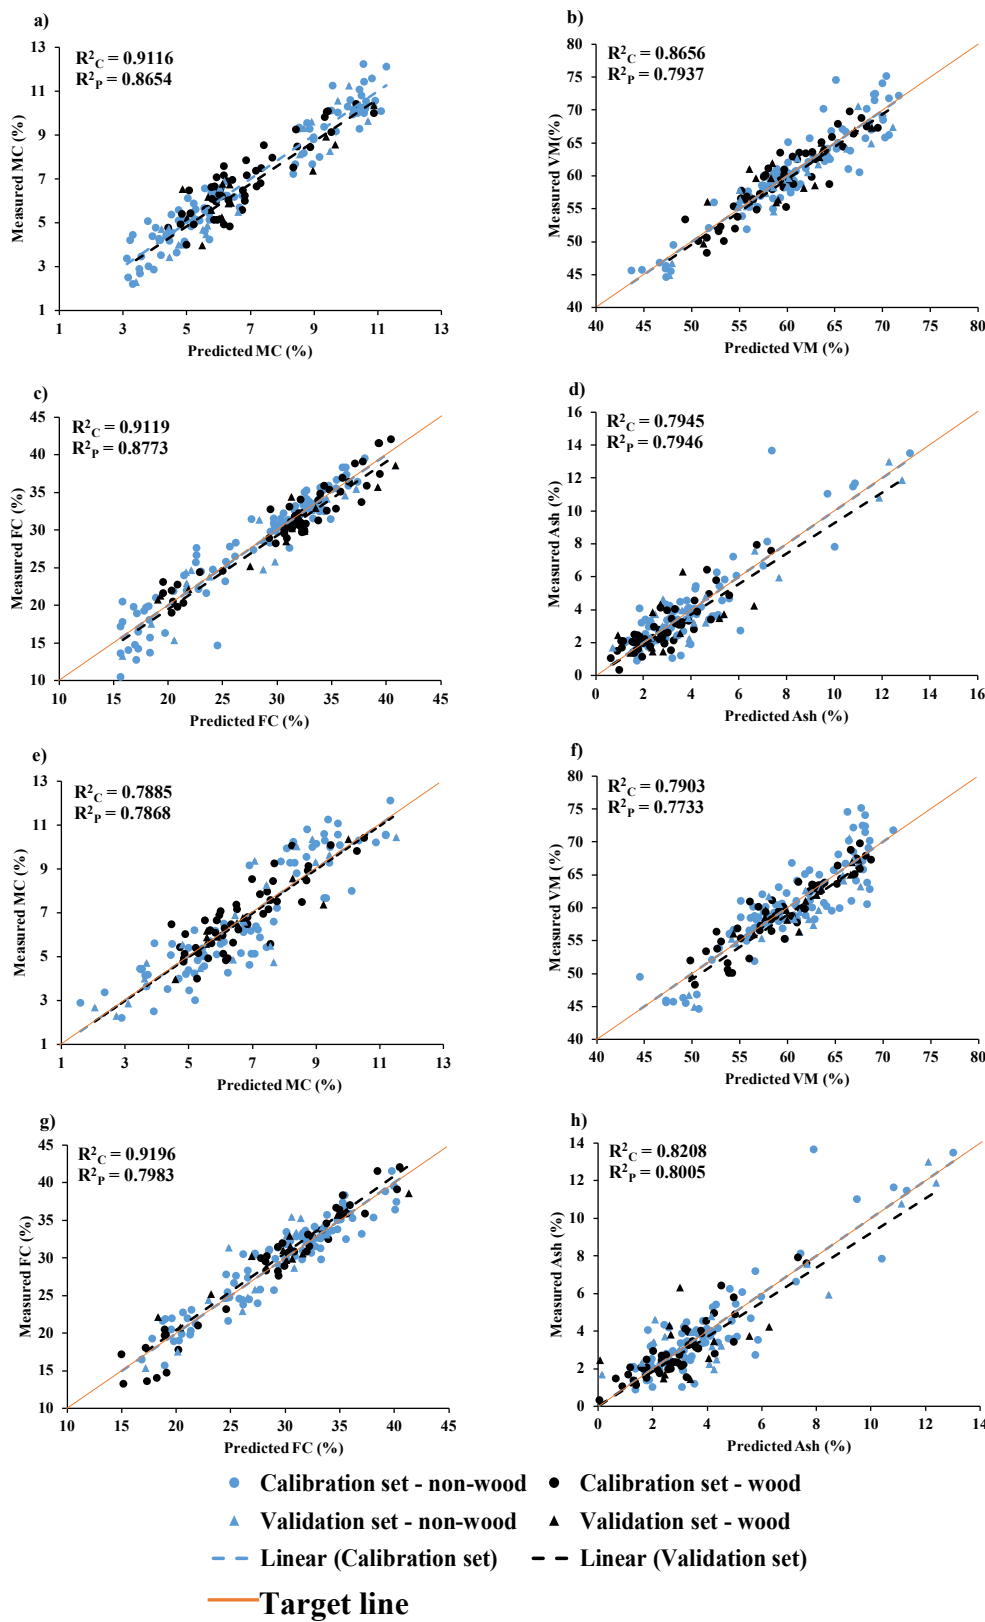 a)
R²C = 0.9116
R²P = 0.8654
Measured MC (%)
13
11
9
7
5
3
1
1 3 5 7 9 11 13
Predicted MC (%)
b)
R²C = 0.8656
R²P = 0.7937
Measured VM(%)
80
75
70
65
60
55
50
45
40
40 45 50 55 60 65 70 75 80
Predicted VM (%)
c)
R²C = 0.9119
R²P = 0.8773
Measured FC (%)
45
40
35
30
25
20
15
10
10 15 20 25 30 35 40 45
Predicted FC (%)
d)
R²C = 0.7945
R²P = 0.7946
Measured Ash (%)
16
14
12
10
8
6
4
2
0
0 2 4 6 8 10 12 14 16
Predicted Ash (%)
e)
R²C = 0.7885
R²P = 0.7868
Measured MC (%)
13
11
9
7
5
3
1
1 3 5 7 9 11 13
Predicted MC (%)
f)
R²C = 0.7903
R²P = 0.7733
Measured VM (%)
80
75
70
65
60
55
50
45
40
40 45 50 55 60 65 70 75 80
Predicted VM (%)
g)
R²C = 0.9196
R²P = 0.7983
Measured FC (%)
45
40
35
30
25
20
15
10
10 15 20 25 30 35 40 45
Predicted FC (%)
h)
R²C = 0.8208
R²P = 0.8005
Measured Ash (%)
14
12
10
8
6
4
2
0
0 2 4 6 8 10 12 14
Predicted Ash (%)
Calibration set - non-wood Calibration set - wood
Validation set - non-wood Validation set - wood
Linear (Calibration set) Linear (Validation set)
Target line